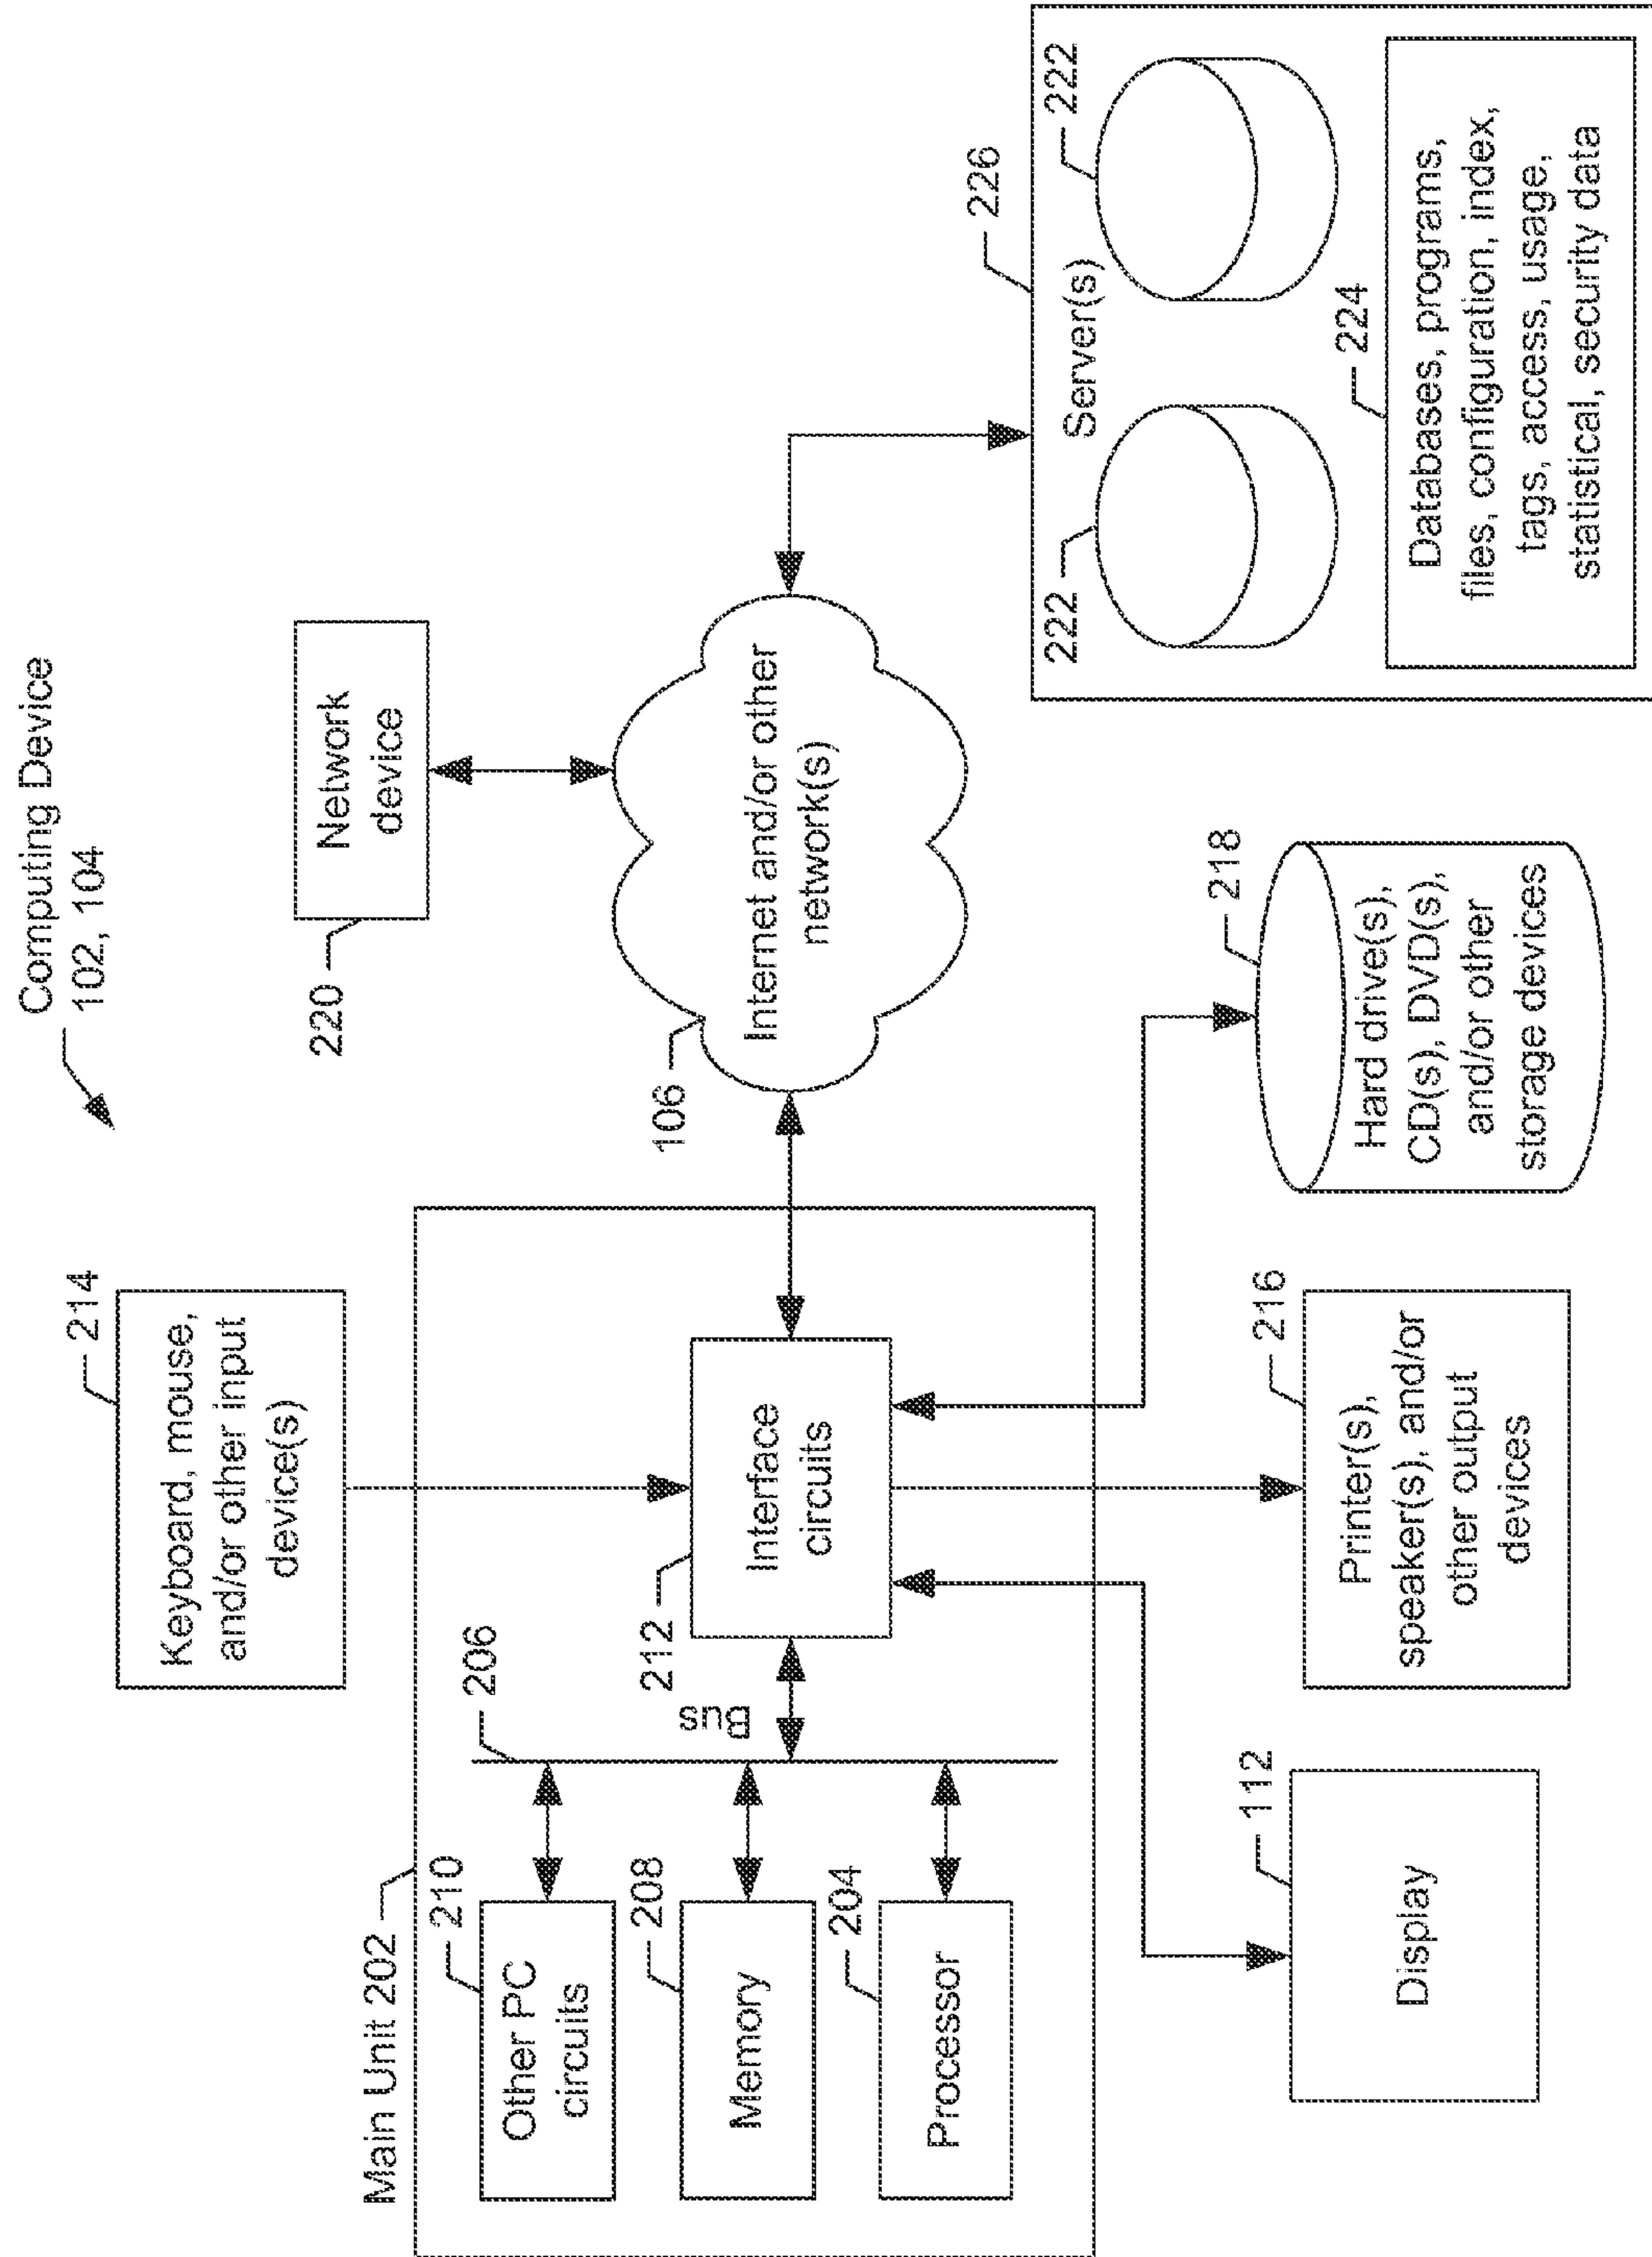 Computing Device
102, 104
214
Keyboard, mouse,
and/or other input
device(s)
Main Unit 202
210
Other PC
circuits
208
Memory
204
Processor
206
Bus
212
Interface
circuits
220
Network
device
106
Internet and/or other
network(s)
112
Display
216
Printer(s),
speaker(s), and/or
other output
devices
218
Hard drive(s),
CD(s), DVD(s),
and/or other
storage devices
226
Server(s)
222
222
224
Databases, programs,
files, configuration, index,
tags, access, usage,
statistical, security data